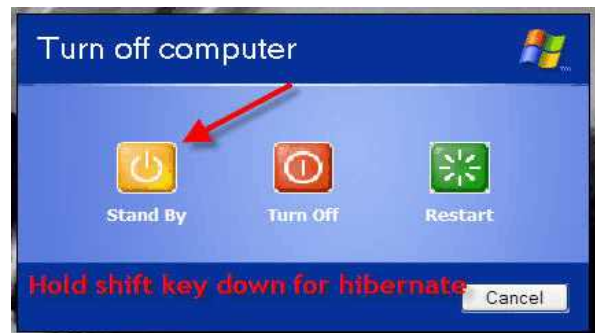 Turn off computer
Stand By
Turn Off
Restart
Hold shift key down for hibernate
Cancel